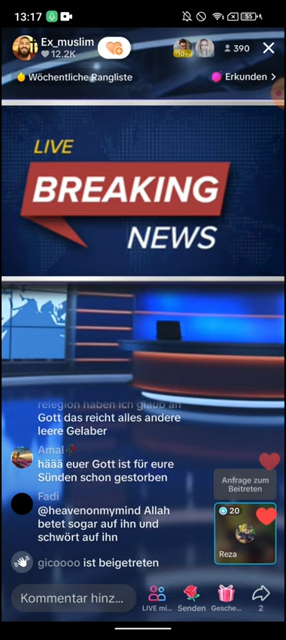 13:17
55
Ex_muslim
12.2K
10+
390
Wöchentliche Rangliste
Erkunden >
LIVE
BREAKING
NEWS
relegion haben ich glaub an
Gott das reicht alles andere
leere Gelaber
Amal
häää euer Gott ist für eure
Sünden schon gestorben
Fadi
@heavenonmymind Allah
betet sogar auf ihn und
schwört auf ihn
gicoooo ist beigetreten
Anfrage zum
Beitreten
20
Reza
Kommentar hinz...
LIVE mi...
Senden
Gesche...
2